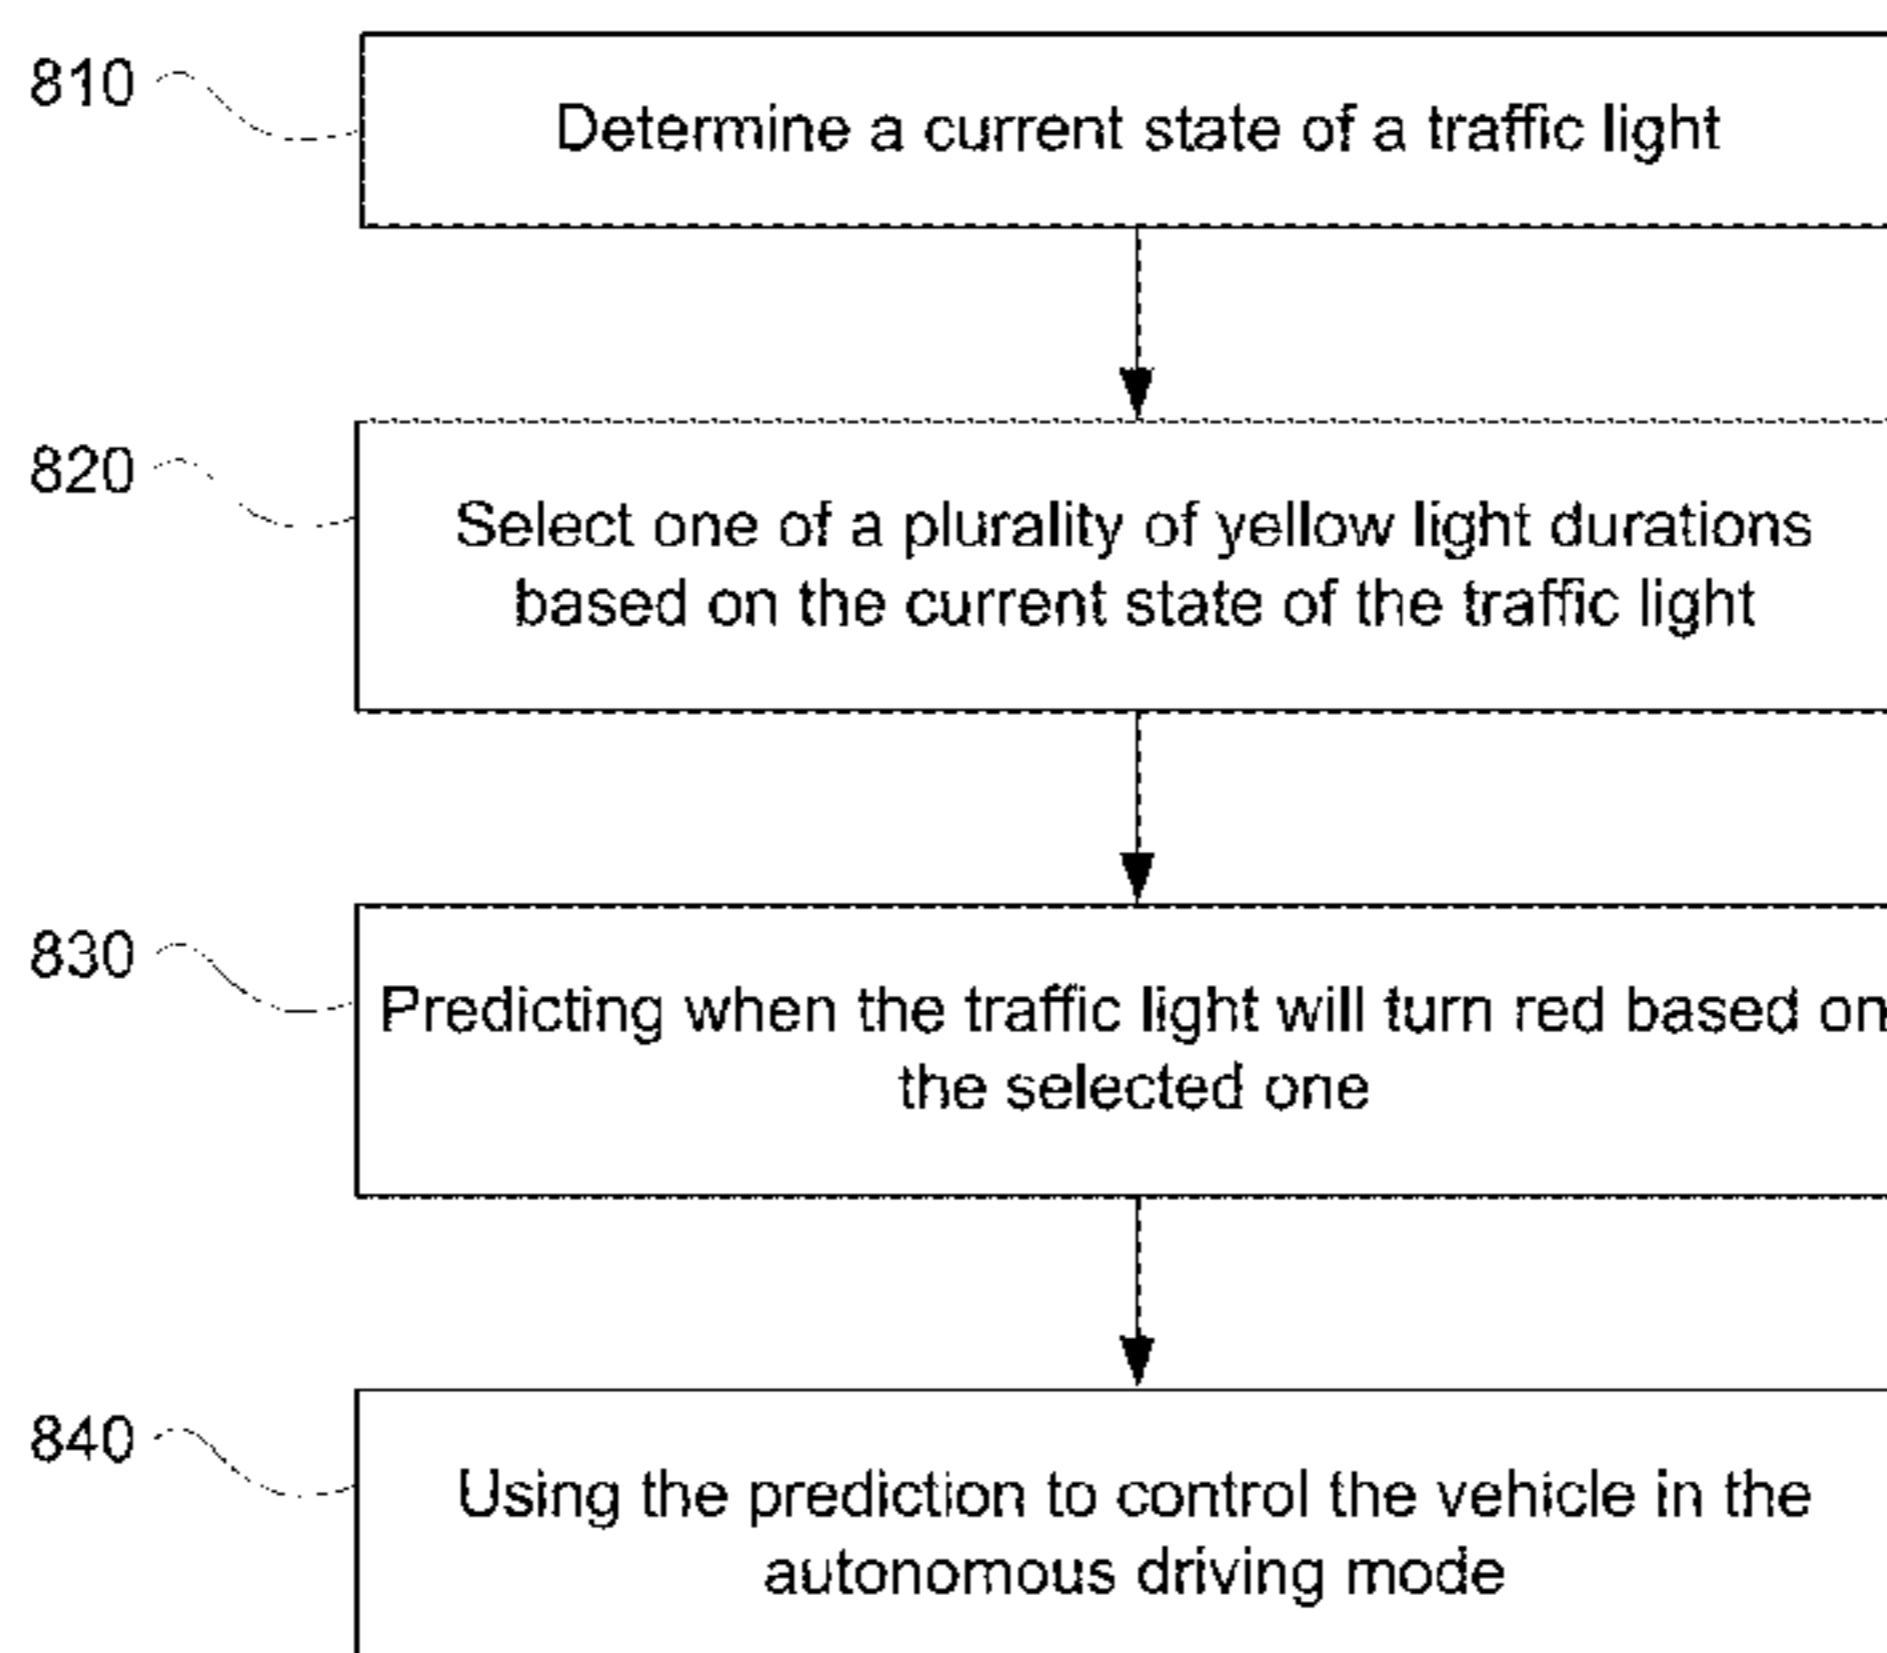 810
Determine a current state of a traffic light
820
Select one of a plurality of yellow light durations
based on the current state of the traffic light
830
Predicting when the traffic light will turn red based on
the selected one
840
Using the prediction to control the vehicle in the
autonomous driving mode